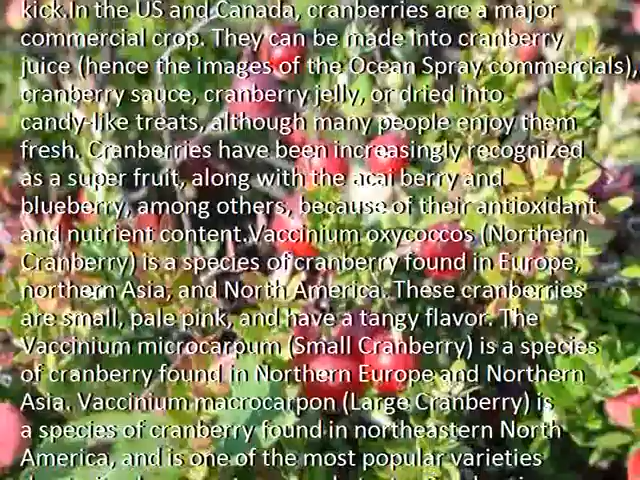 kick.In the US and Canada, cranberries are a major
commercial crop. They can be made into cranberry
juice (hence the images of the Ocean Spray commercials),
cranberry sauce, cranberry jelly, or dried into
candy-like treats, although many people enjoy them
fresh. Cranberries have been increasingly recognized
as a super fruit, along with the acai berry and
blueberry, among others, because of their antioxidant
and nutrient content.Vaccinium oxycoccos (Northern
Cranberry) is a species of cranberry found in Europe,
northern Asia, and North America. These cranberries
are small, pale pink, and have a tangy flavor. The
Vaccinium microcarpum (Small Cranberry) is a species
of cranberry found in Northern Europe and Northern
Asia. Vaccinium macrocarpon (Large Cranberry) is
a species of cranberry found in northeastern North
America, and is one of the most popular varieties